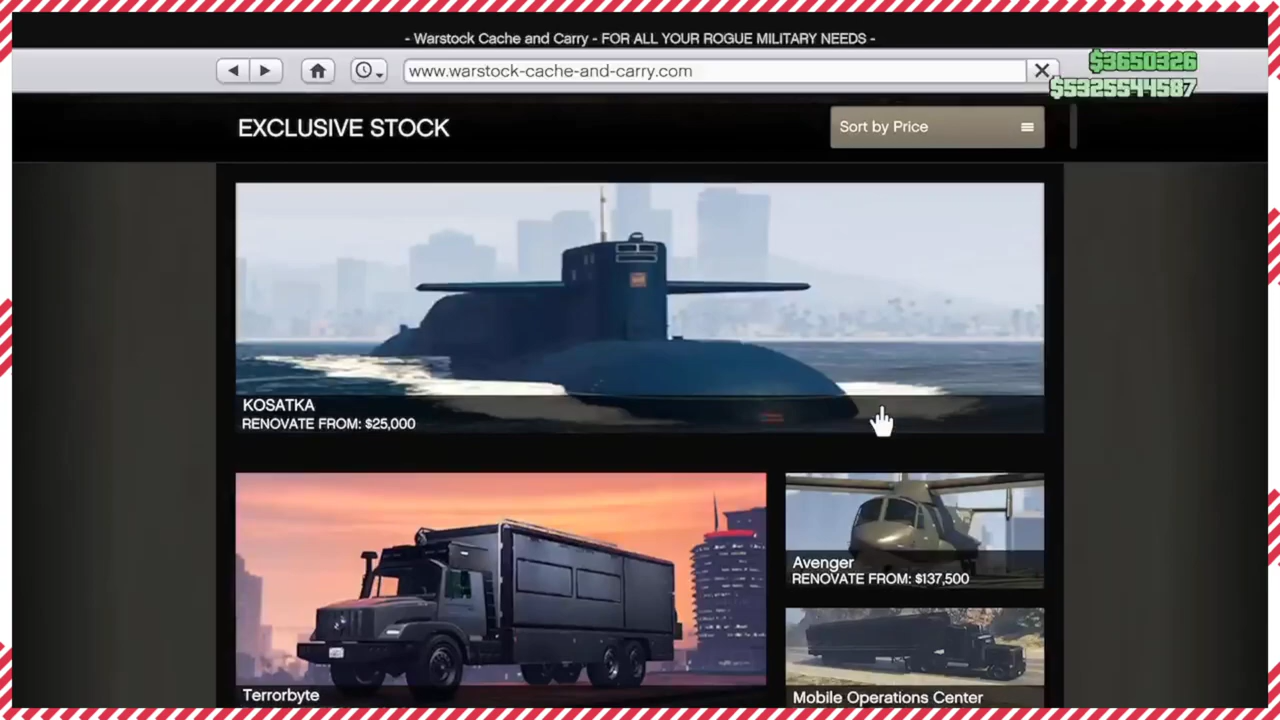 - Warstock Cache and Carry - FOR ALL YOUR ROGUE MILITARY NEEDS -
www.warstock-cache-and-carry.com
$3650326
$5325544587
EXCLUSIVE STOCK
Sort by Price
KOSATKA
RENOVATE FROM: $25,000
Avenger
RENOVATE FROM: $137,500
Terrorbyte
Mobile Operations Center